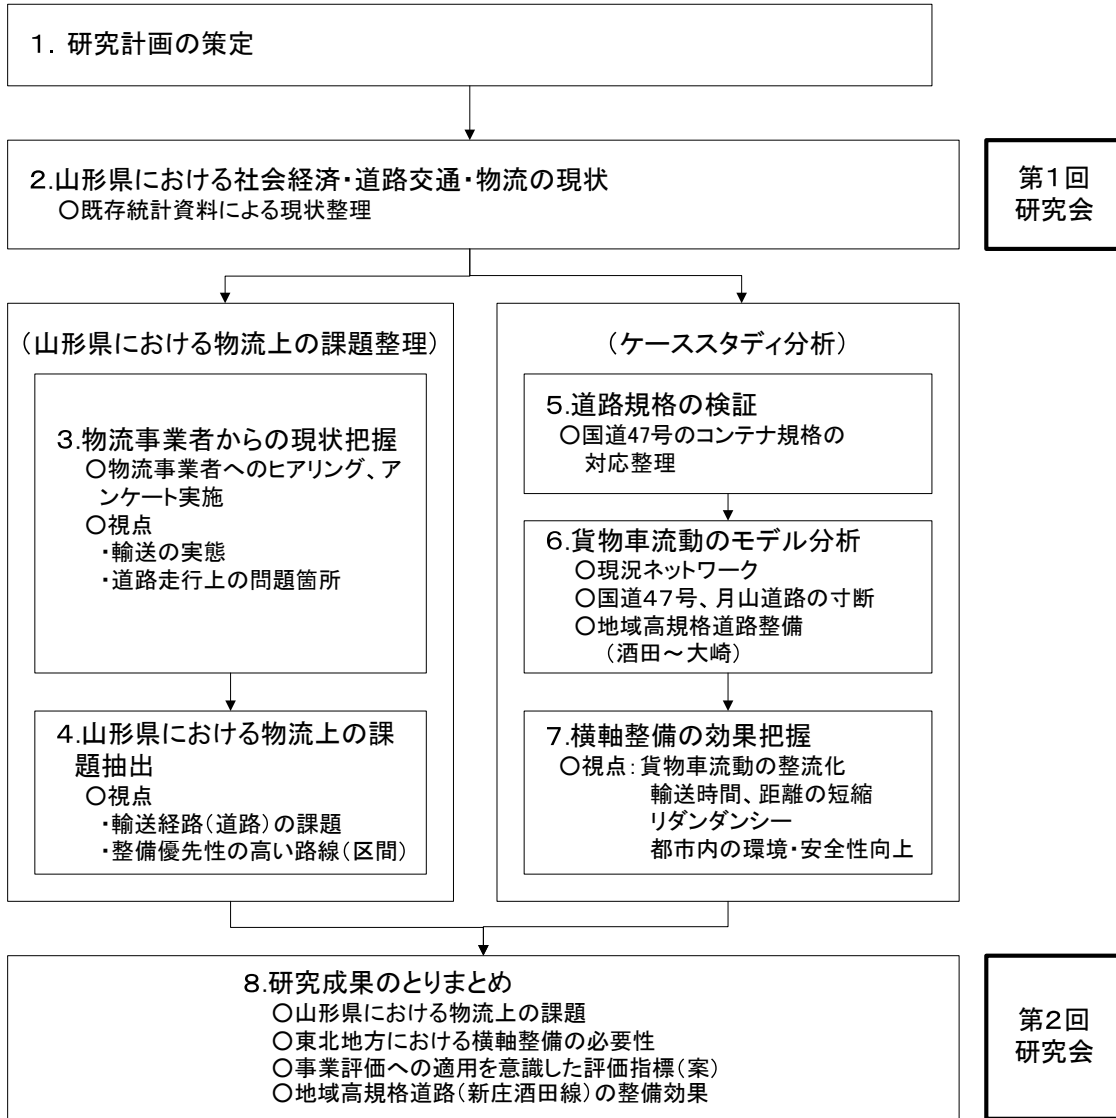 1．研究計画の策定
2.山形県における社会経済・道路交通・物流の現状
○既存統計資料による現状整理
第1回
研究会
（山形県における物流上の課題整理）
3.物流事業者からの現状把握
○物流事業者へのヒアリング、ア
ンケート実施
○視点
・輸送の実態
・道路走行上の問題箇所
4.山形県における物流上の課
題抽出
○視点
・輸送経路（道路）の課題
・整備優先性の高い路線（区間）
（ケーススタディ分析）
5.道路規格の検証
○国道47号のコンテナ規格の
対応整理
6.貨物車流動のモデル分析
○現況ネットワーク
○国道４７号、月山道路の寸断
○地域高規格道路整備
（酒田～大崎）
7.横軸整備の効果把握
○視点：貨物車流動の整流化
輸送時間、距離の短縮
リダンダンシー
都市内の環境・安全性向上
8.研究成果のとりまとめ
○山形県における物流上の課題
○東北地方における横軸整備の必要性
○事業評価への適用を意識した評価指標（案）
○地域高規格道路（新庄酒田線）の整備効果
第2回
研究会